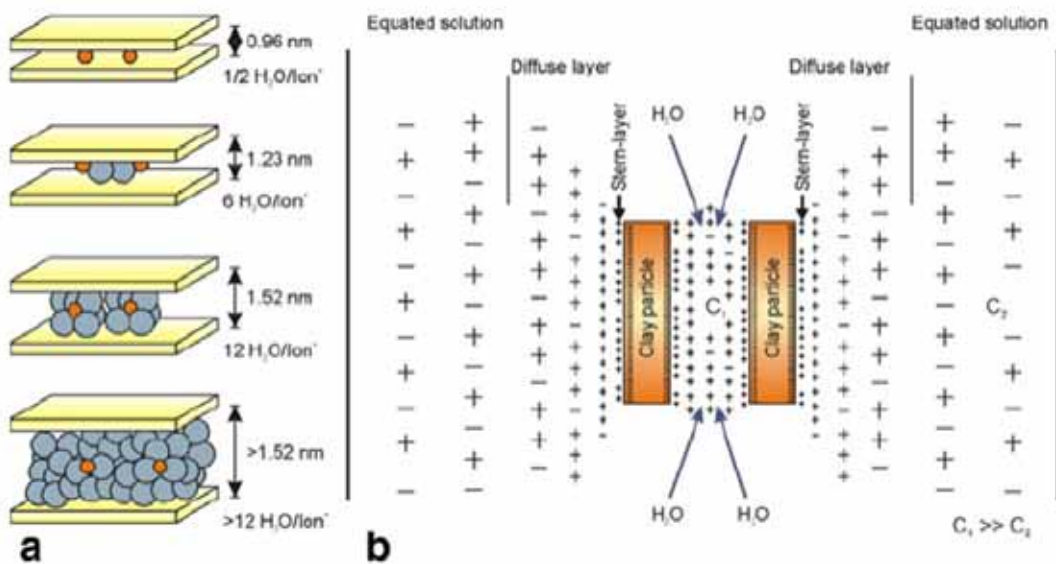 0.96 nm
1/2 H₂O/Ion⁺
1.23 nm
6 H₂O/Ion⁺
1.52 nm
12 H₂O/Ion⁺
>1.52 nm
>12 H₂O/Ion⁺
a
Equated solution
Equated solution
Diffuse layer
Diffuse layer
H₂O
H₂O
Stern-layer
Stern-layer
Clay particle
C₁
Clay particle
C₂
H₂O
H₂O
C₁ >> C₂
b